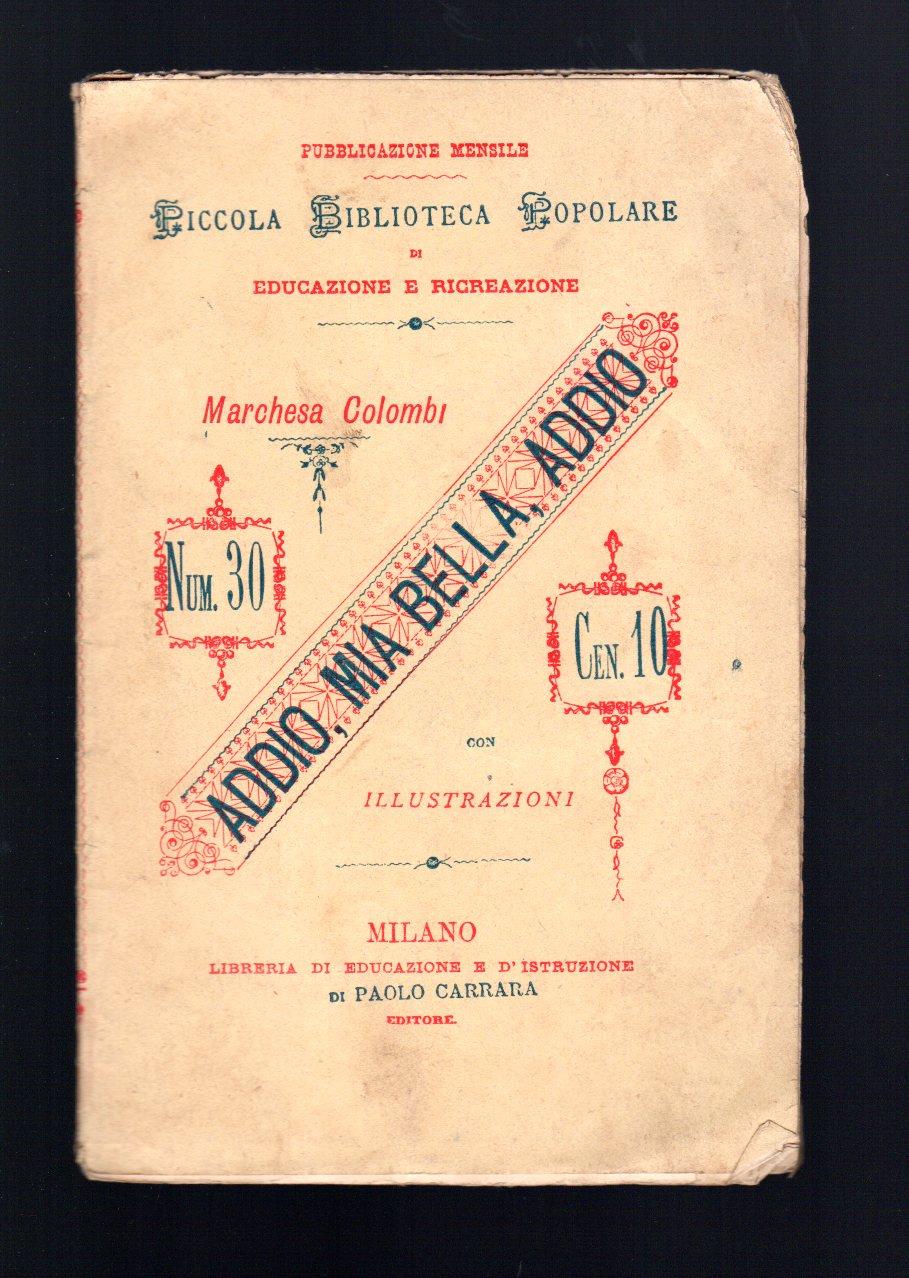 PUBBLICAZIONE MENSILE
PICCOLA BIBLIOTECA POPOLARE
DI
EDUCAZIONE E RICREAZIONE
Marchesa Colombi
ADDIO, MIA BELLA, ADDIO
NUM. 30
CEN. 10
CON
ILLUSTRAZIONI
MILANO
LIBRERIA DI EDUCAZIONE E D'ISTRUZIONE
DI PAOLO CARRARA
EDITORE.